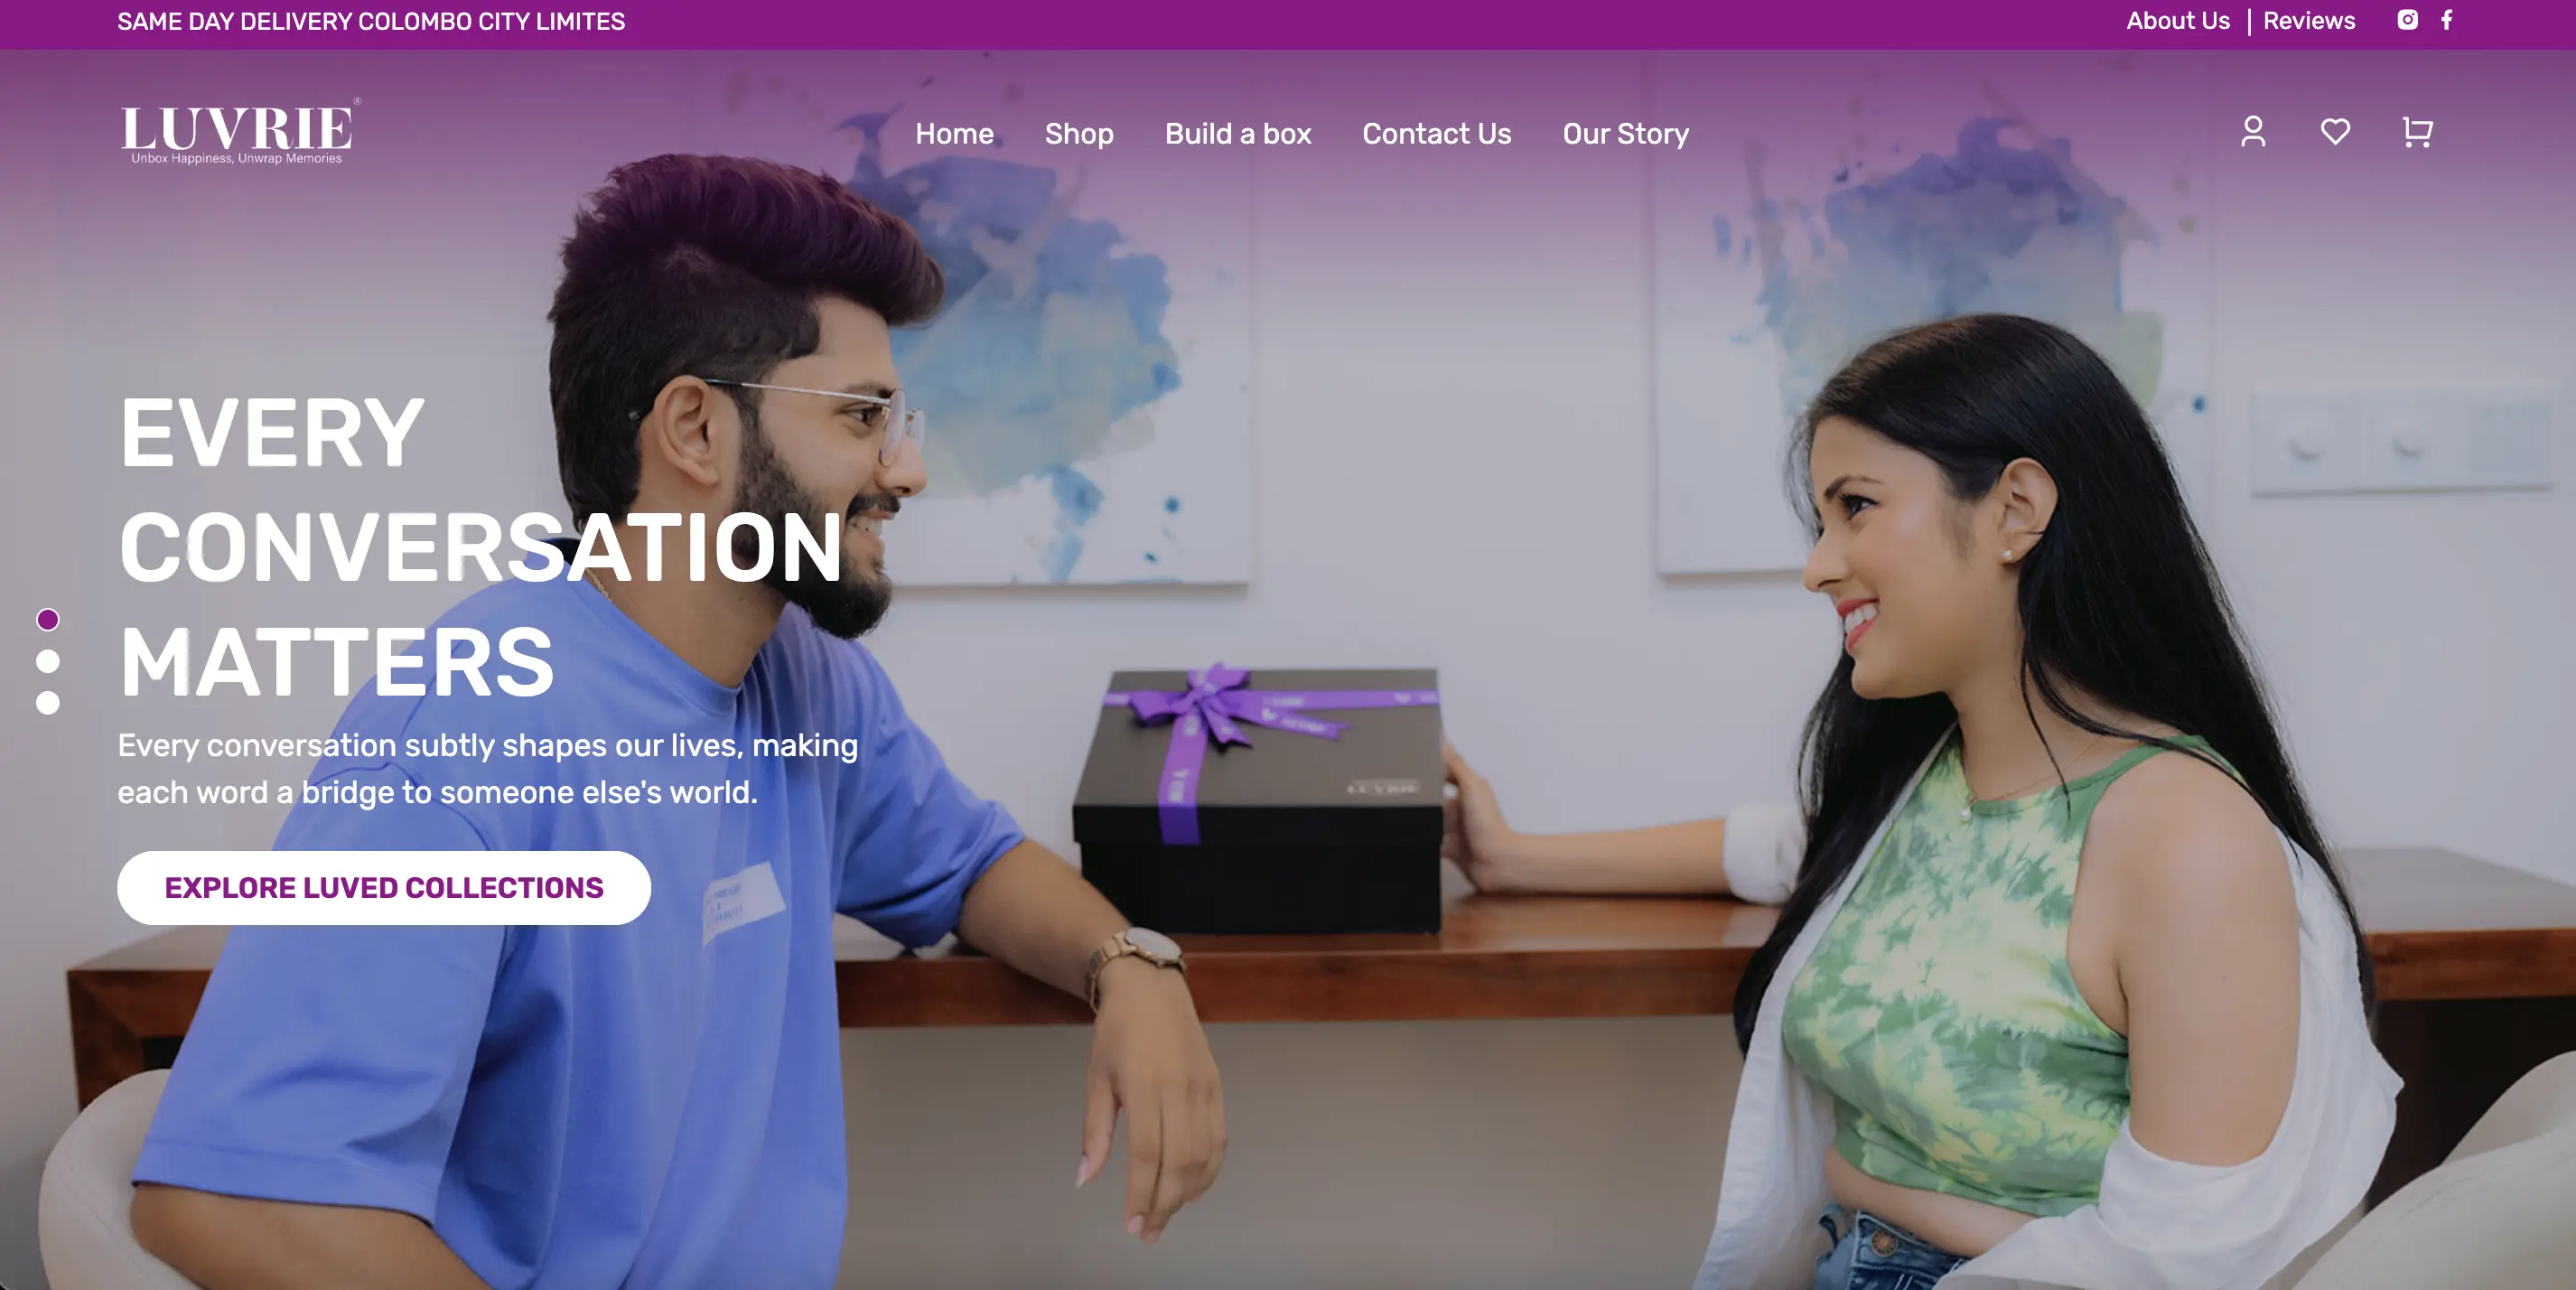 SAME DAY DELIVERY COLOMBO CITY LIMITES
About Us | Reviews
LUVRIE®
Unbox Happiness, Unwrap Memories
Home Shop Build a box Contact Us Our Story
EVERY
CONVERSATION
MATTERS
Every conversation subtly shapes our lives, making
each word a bridge to someone else's world.
EXPLORE LUVED COLLECTIONS
LUVRIE